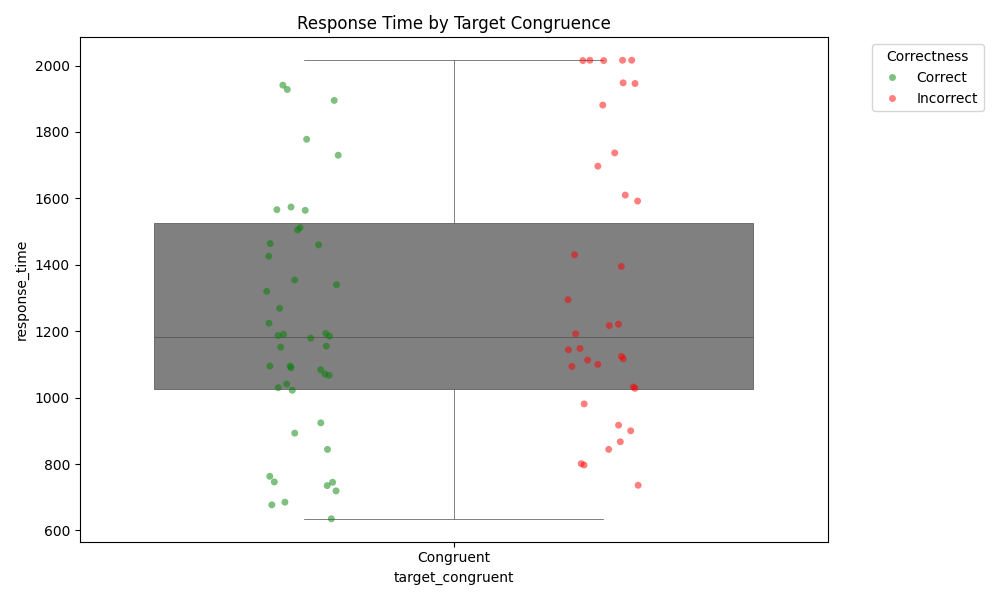 Response Time by Target Congruence
Correctness
Correct
Incorrect
response_time
2000
1800
1600
1400
1200
1000
800
600
Congruent
target_congruent